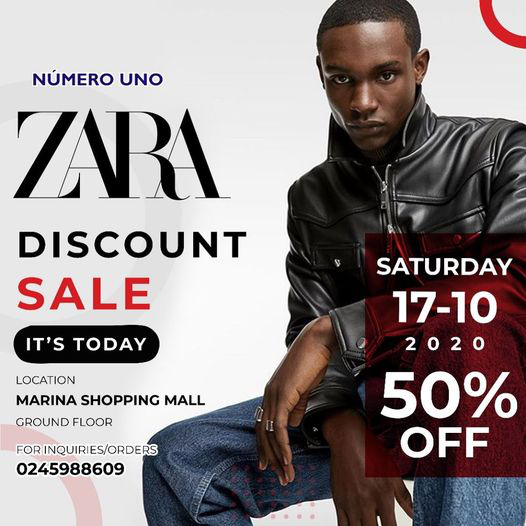 NÚMERO UNO
ZARA
DISCOUNT
SALE
IT'S TODAY
LOCATION
MARINA SHOPPING MALL
GROUND FLOOR
FOR INQUIRIES/ORDERS
0245988609
SATURDAY
17-10
2020
50%
OFF